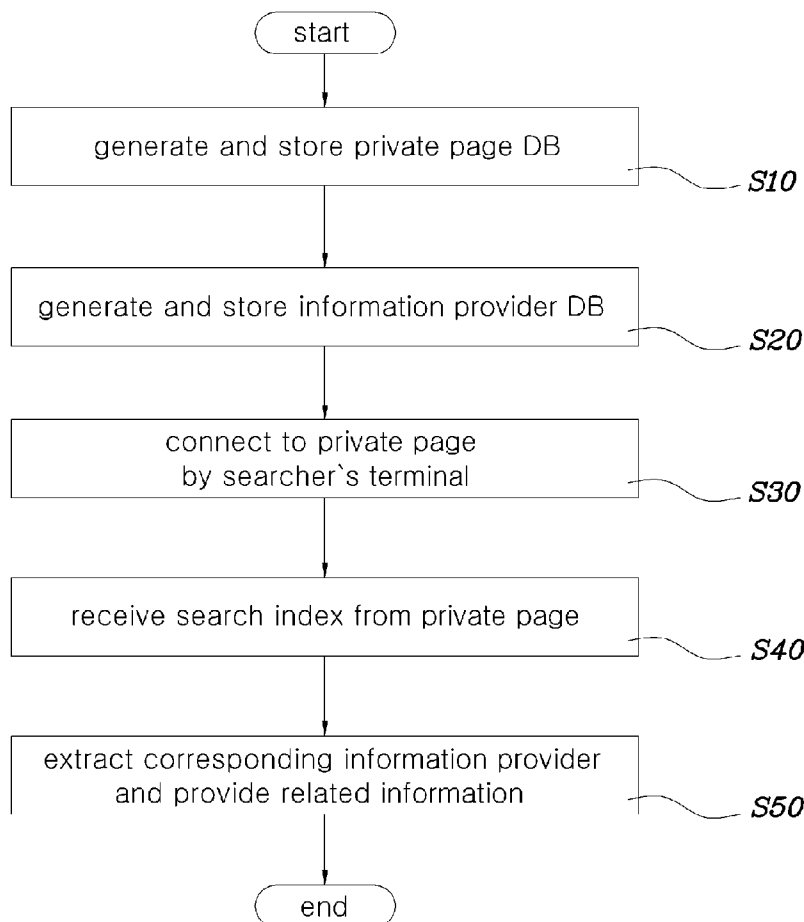 start
generate and store private page DB
S10
generate and store information provider DB
S20
connect to private page
by searcher`s terminal
S30
receive search index from private page
S40
extract corresponding information provider
and provide related information
S50
end